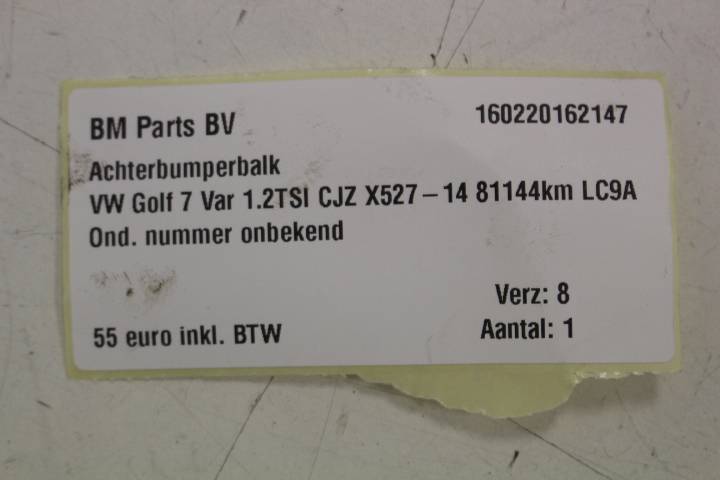 BM Parts BV 160220162147
Achterbumperbalk
VW Golf 7 Var 1.2TSI CJZ X527-14 81144km LC9A
Ond. nummer onbekend
Verz: 8
55 euro inkl. BTW Aantal: 1